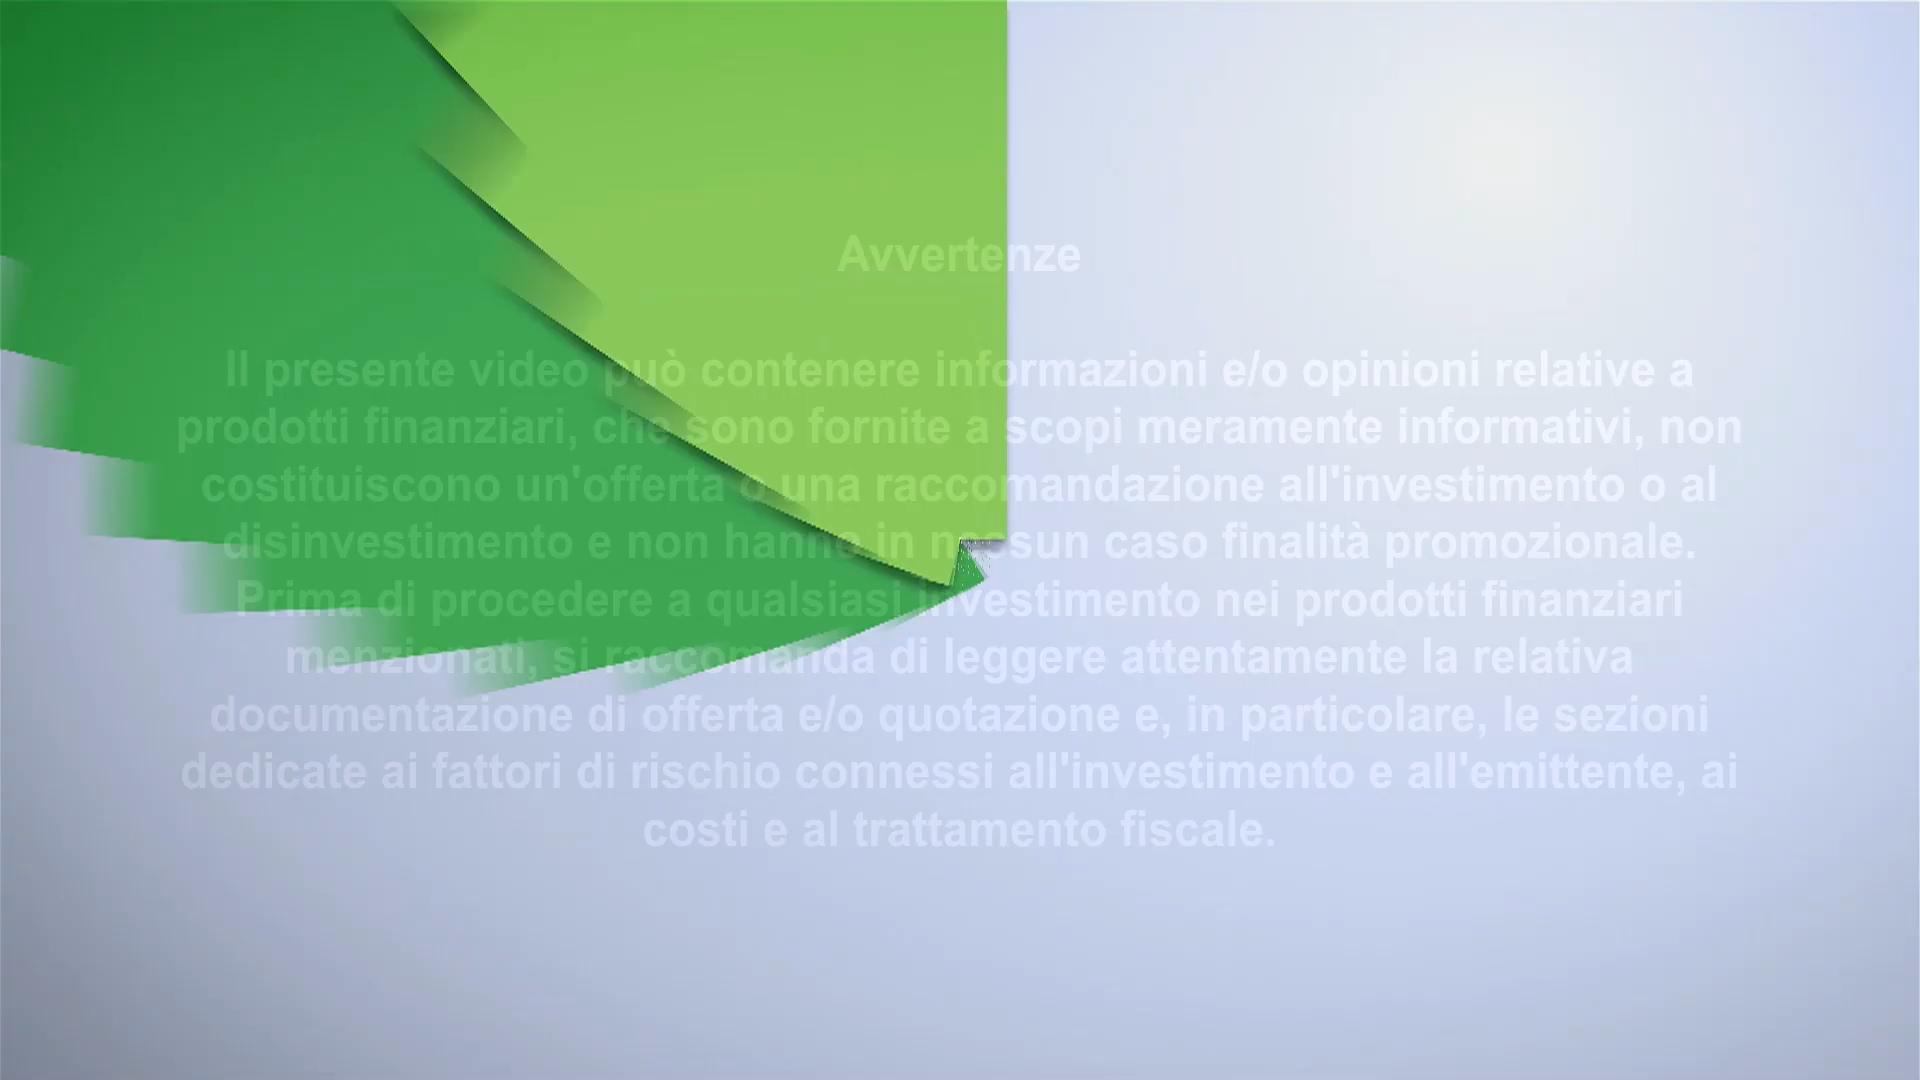 Avvertenze
Il presente video può contenere informazioni e/o opinioni relative a
prodotti finanziari, che sono fornite a scopi meramente informativi, non
costituiscono un'offerta o una raccomandazione all'investimento o al
disinvestimento e non hanno in nessun caso finalità promozionale.
Prima di procedere a qualsiasi investimento nei prodotti finanziari
menzionati, si raccomanda di leggere attentamente la relativa
documentazione di offerta e/o quotazione e, in particolare, le sezioni
dedicate ai fattori di rischio connessi all'investimento e all'emittente, ai
costi e al trattamento fiscale.